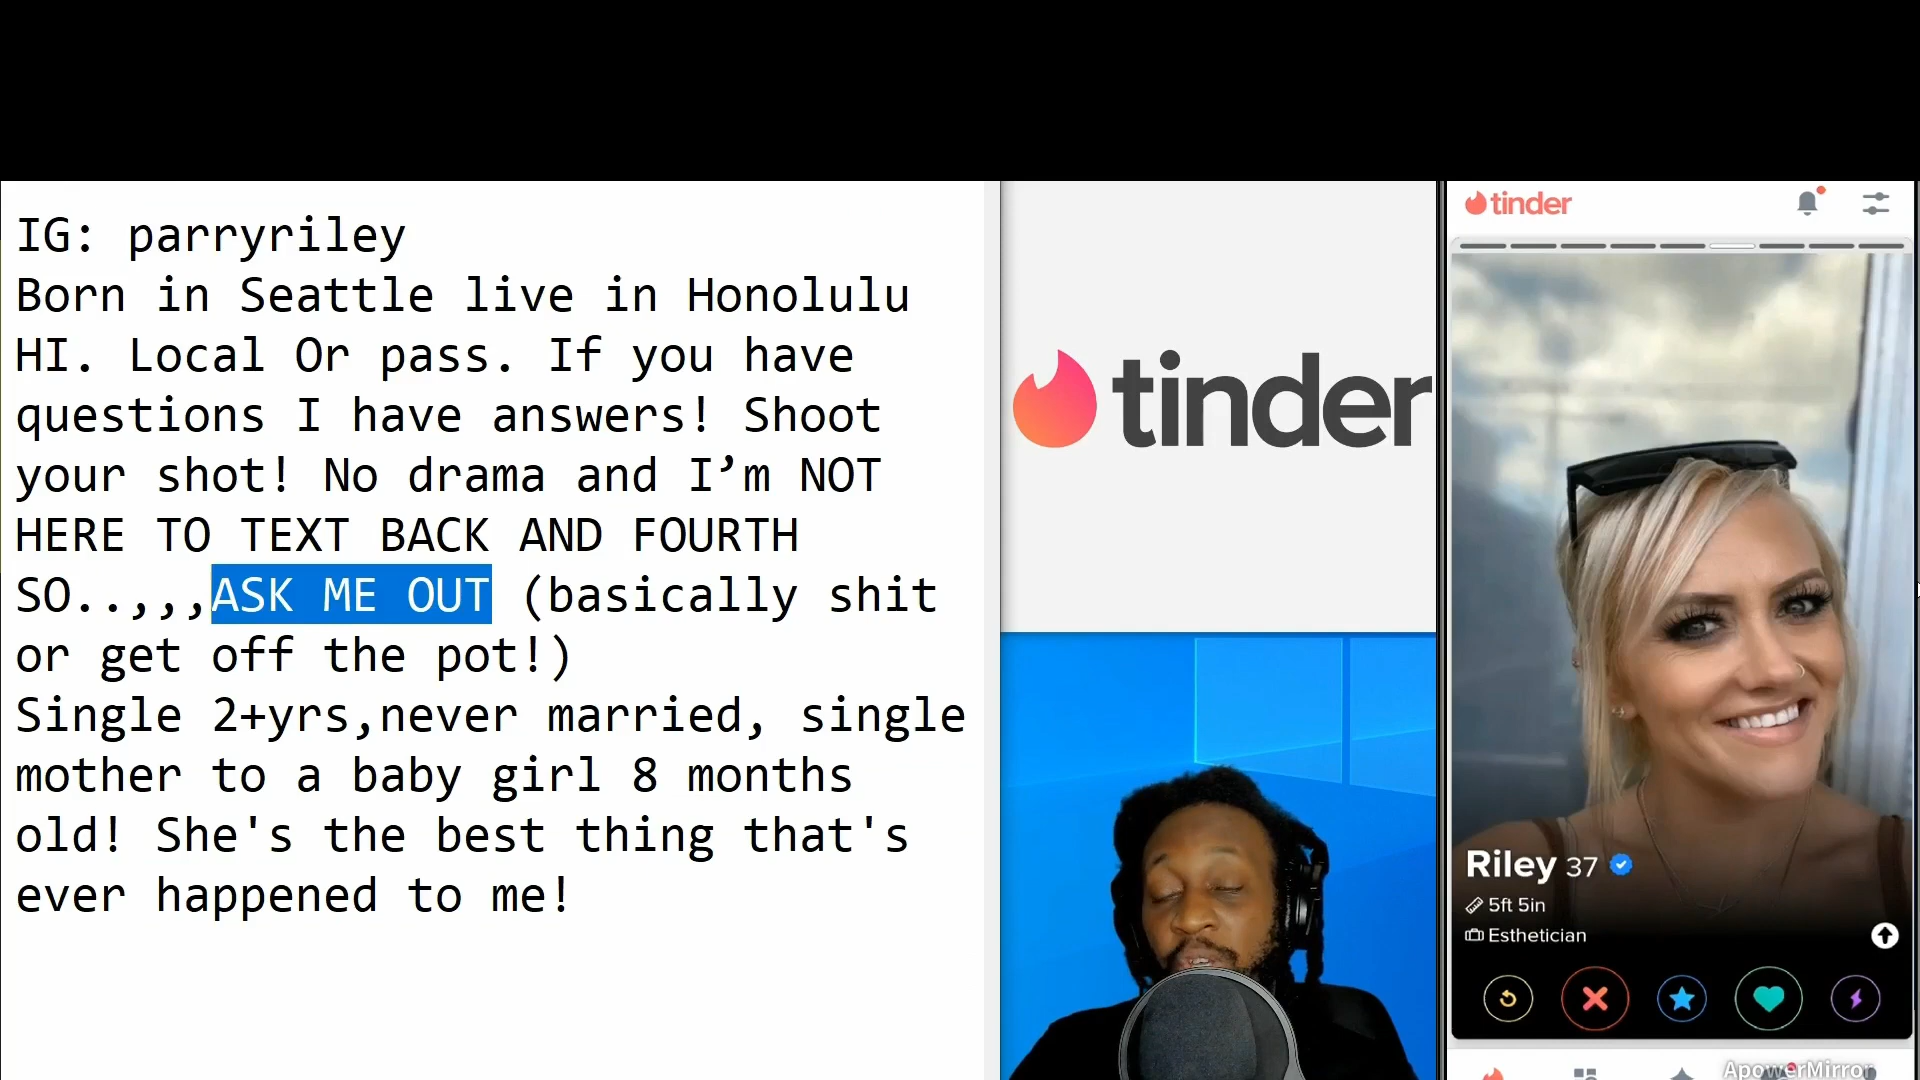 IG: parryriley
Born in Seattle live in Honolulu
HI. Local Or pass. If you have
questions I have answers! Shoot
your shot! No drama and I’m NOT
HERE TO TEXT BACK AND FOURTH
SO..,,,ASK ME OUT (basically shit
or get off the pot!)
Single 2+yrs,never married, single
mother to a baby girl 8 months
old! She's the best thing that's
ever happened to me!
tinder
tinder
Riley 37
5ft 5in
Esthetician
ApowerMirror